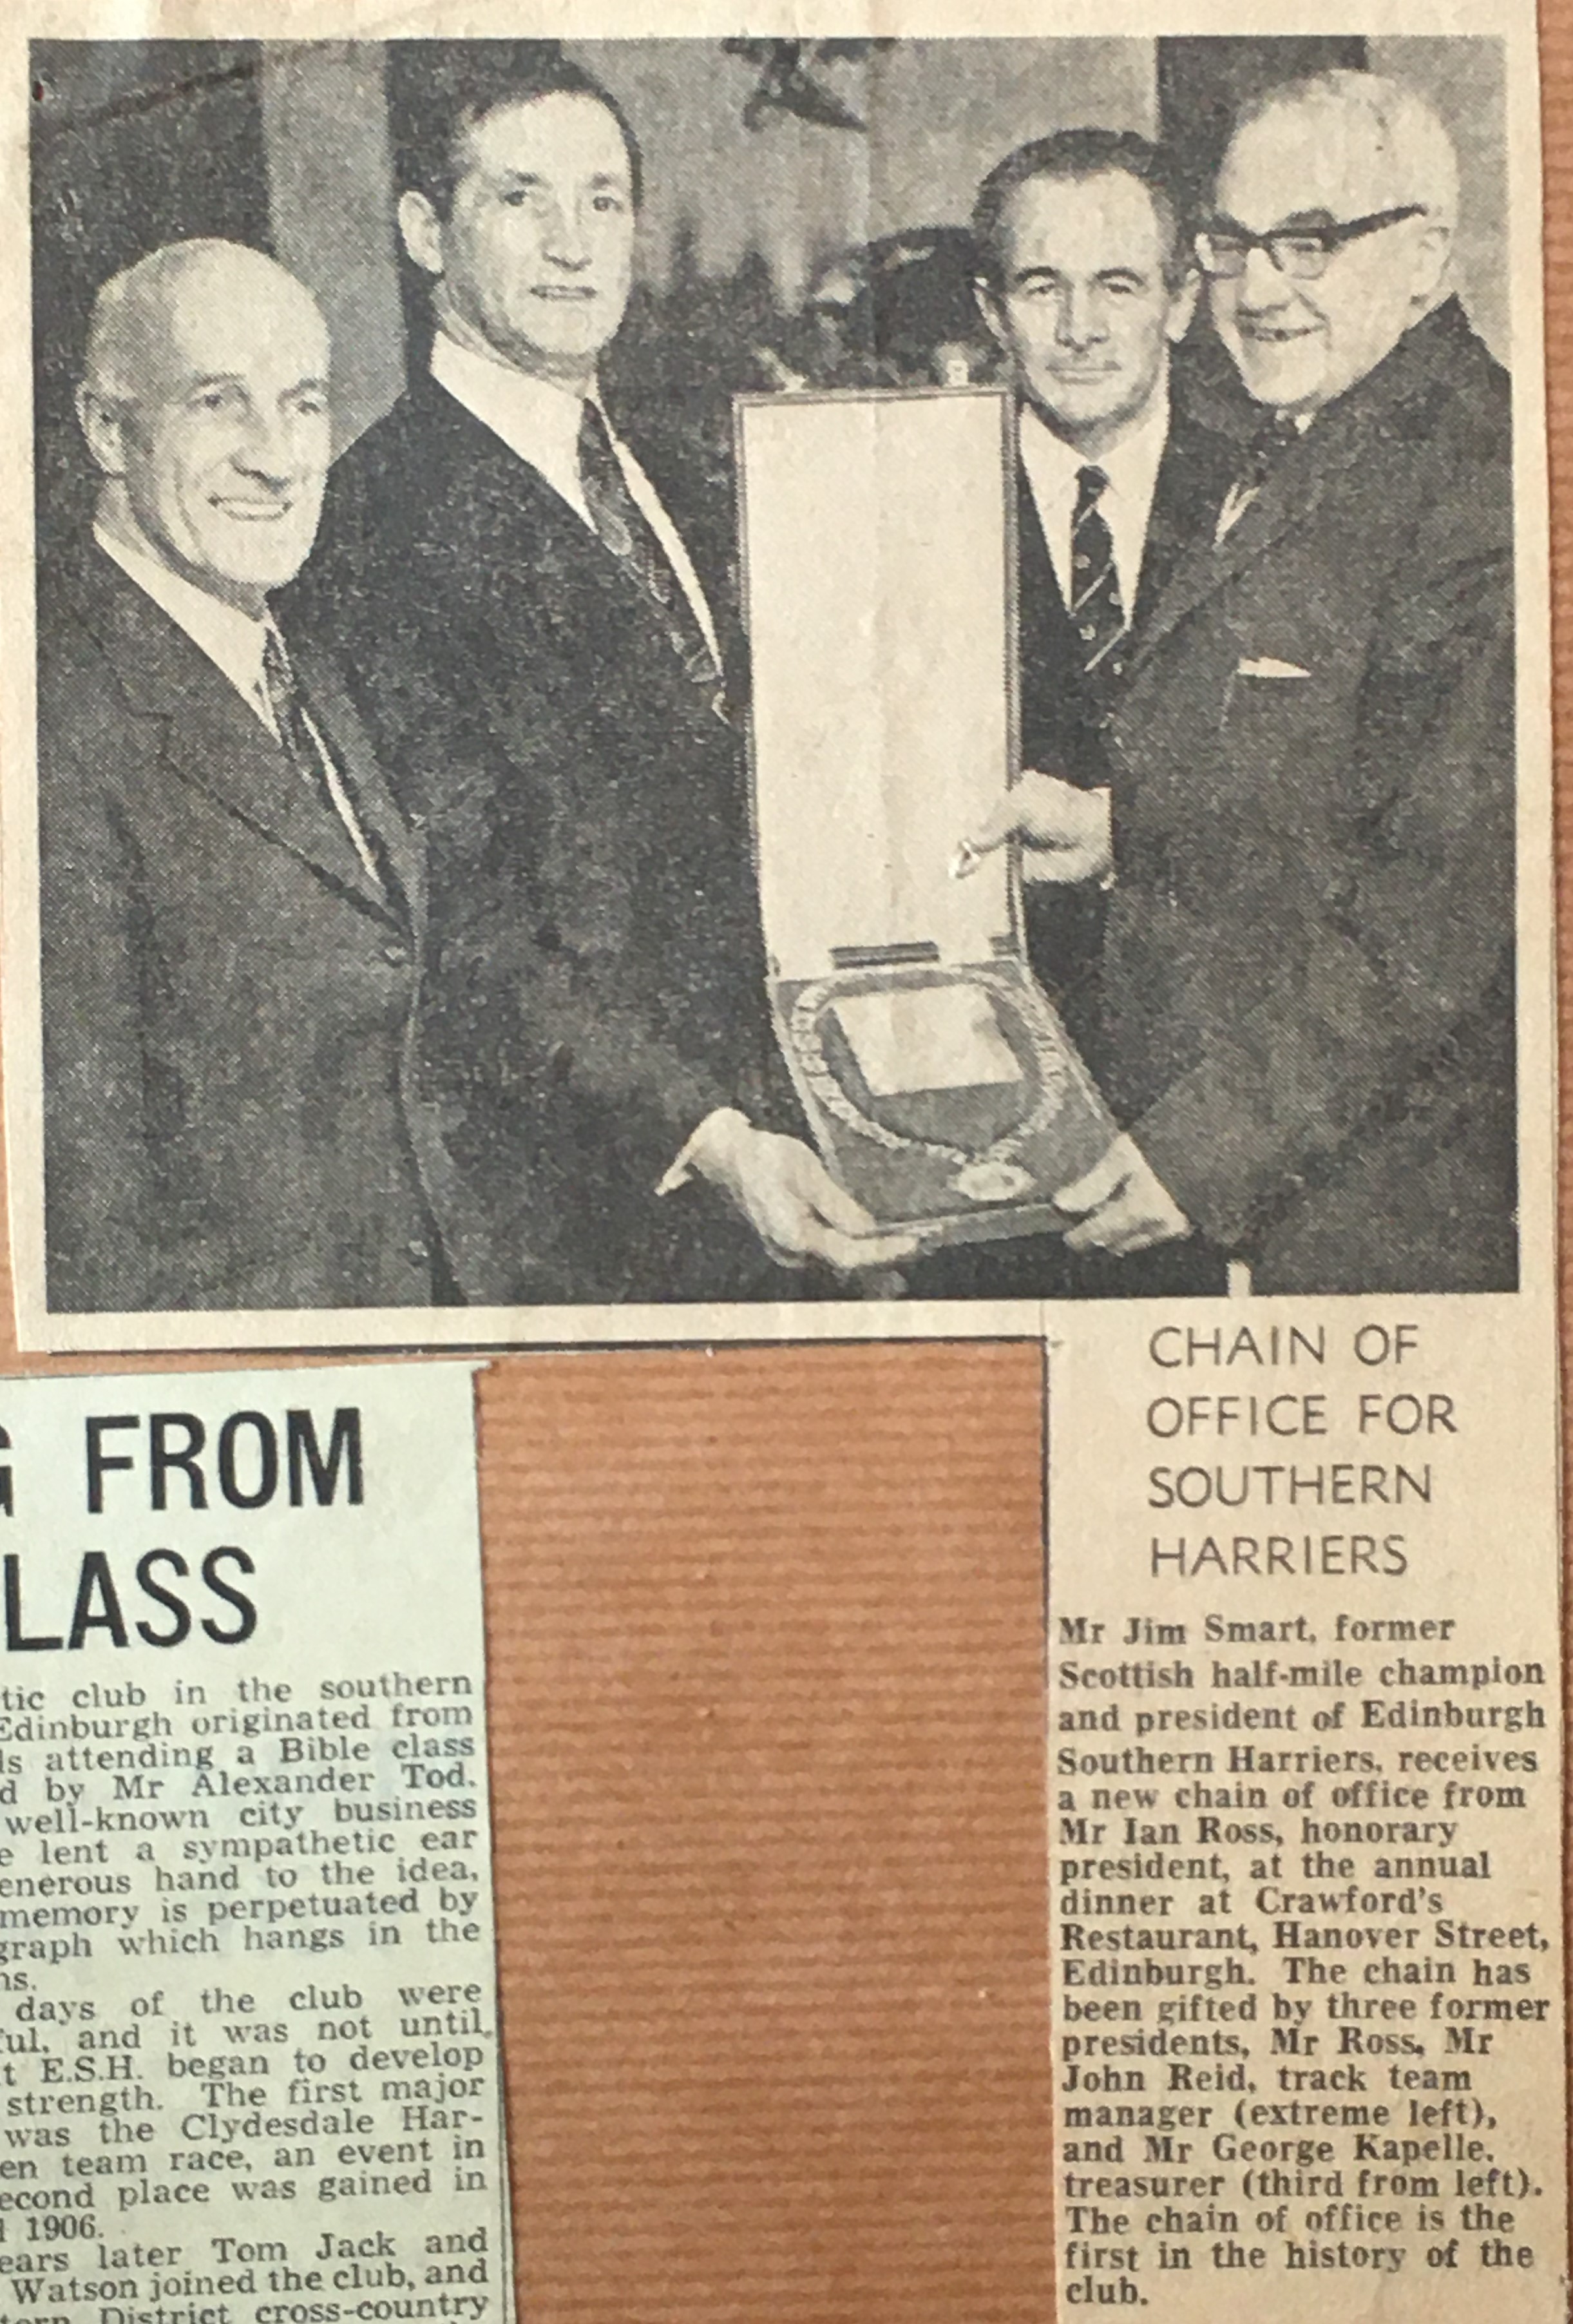 CHAIN OF
OFFICE FOR
SOUTHERN
HARRIERS
Mr Jim Smart, former
Scottish half-mile champion
and president of Edinburgh
Southern Harriers, receives
a new chain of office from
Mr Ian Ross, honorary
president, at the annual
dinner at Crawford's
Restaurant, Hanover Street,
Edinburgh. The chain has
been gifted by three former
presidents, Mr Ross, Mr
John Reid, track team
manager (extreme left),
and Mr George Kapelle,
treasurer (third from left).
The chain of office is the
first in the history of the
club.
G FROM
LASS
tic club in the southern
Edinburgh originated from
ls attending a Bible class
d by Mr Alexander Tod,
well-known city business
e lent a sympathetic ear
enerous hand to the idea,
memory is perpetuated by
graph which hangs in the
ns.
days of the club were
ful, and it was not until
t E.S.H. began to develop
strength. The first major
was the Clydesdale Har-
en team race, an event in
econd place was gained in
1906.
ears later Tom Jack and
Watson joined the club, and
tern District cross-country